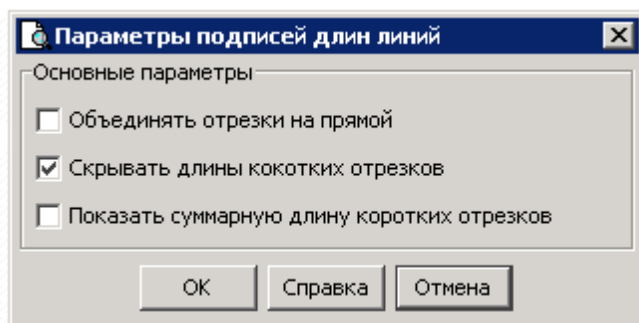 Параметры подписей длин линий
Основные параметры
Объединять отрезки на прямой
Скрывать длины кокотких отрезков
Показать суммарную длину коротких отрезков
ОК Справка Отмена